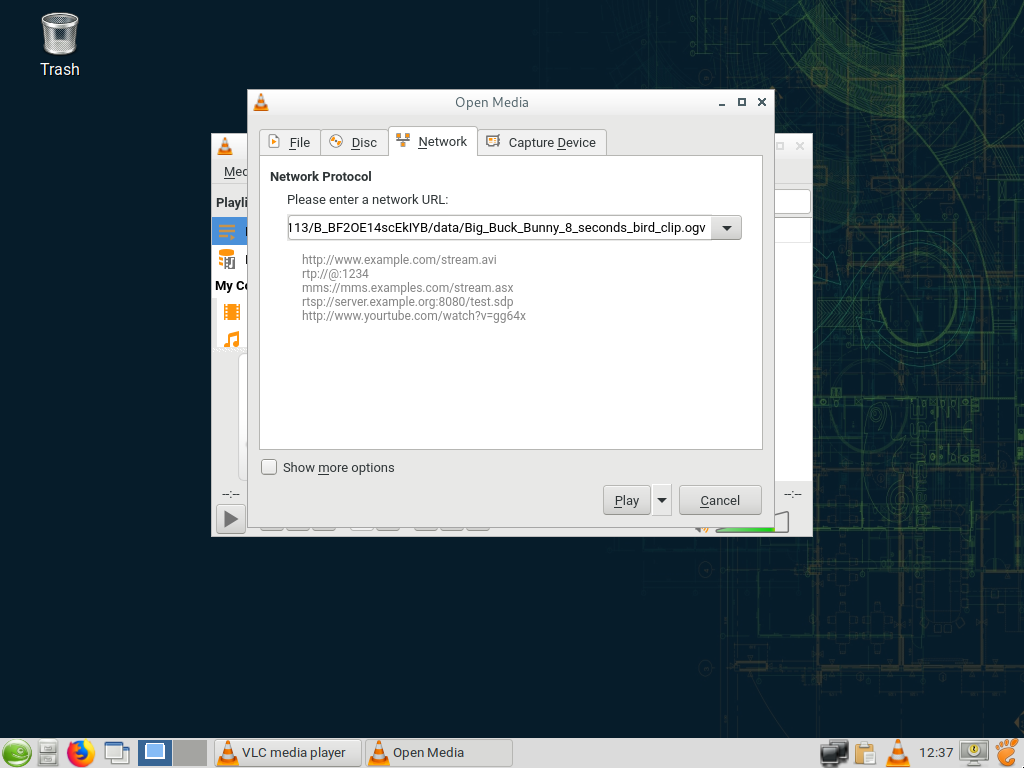 Trash
Open Media
File
Disc
Network
Capture Device
Med
Playli
Network Protocol
Please enter a network URL:
113/B_BF2OE14scEkIYB/data/Big_Buck_Bunny_8_seconds_bird_clip.ogv
http://www.example.com/stream.avi
rtp://@:1234
mms://mms.examples.com/stream.asx
rtsp://server.example.org:8080/test.sdp
http://www.yourtube.com/watch?v=gg64x
My Co
Show more options
--:--
--:--
Play
Cancel
VLC media player
Open Media
12:37